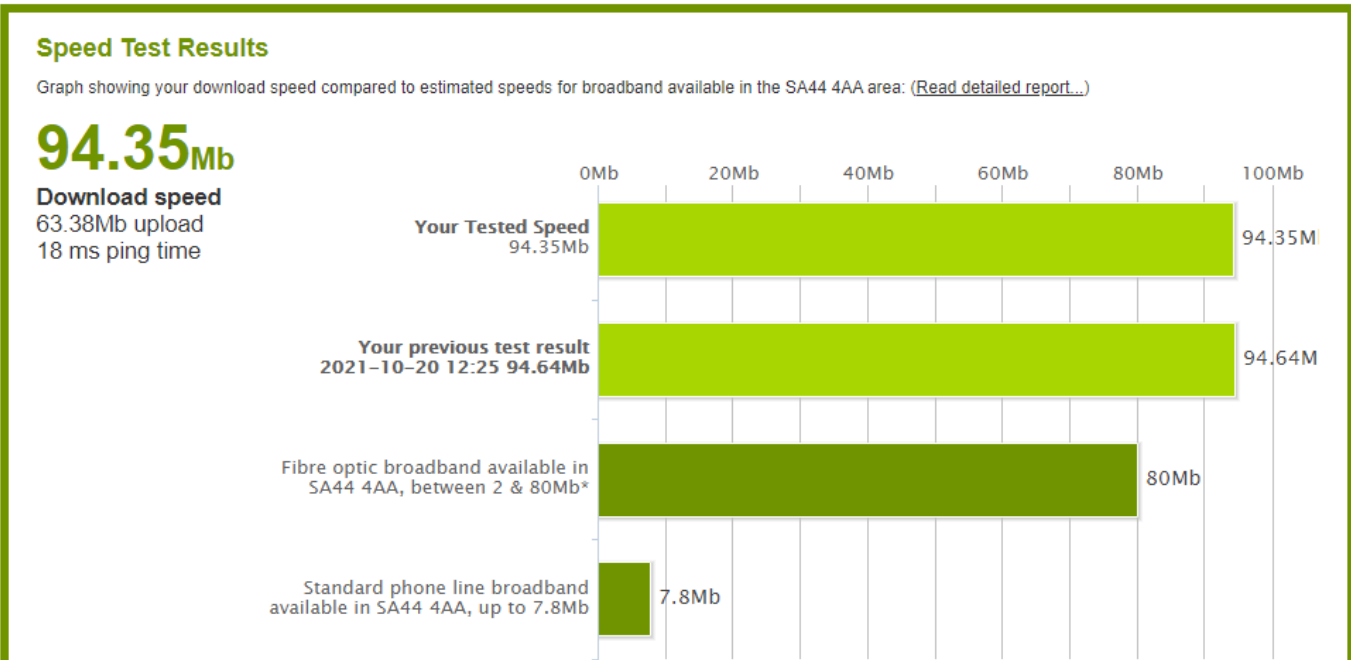 Speed Test Results
Graph showing your download speed compared to estimated speeds for broadband available in the SA44 4AA area: (Read detailed report...)
94.35Mb
Download speed
63.38Mb upload
18 ms ping time
0Mb 20Mb 40Mb 60Mb 80Mb 100Mb
Your Tested Speed
94.35Mb
94.35M
Your previous test result
2021-10-20 12:25 94.64Mb
94.64M
Fibre optic broadband available in
SA44 4AA, between 2 & 80Mb*
80Mb
Standard phone line broadband
available in SA44 4AA, up to 7.8Mb
7.8Mb